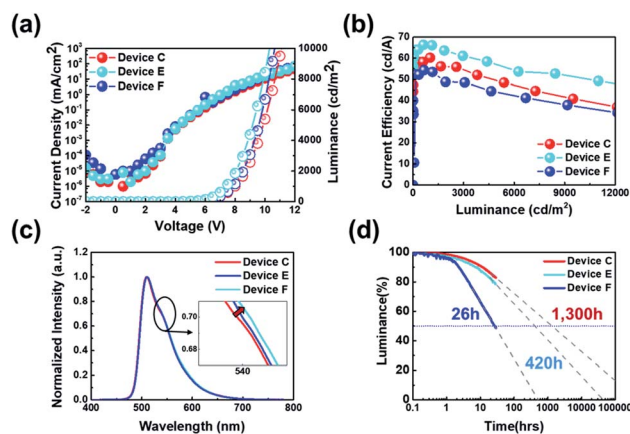 (a)
Current Density (mA/cm²)
10³
10²
10¹
10⁰
10⁻¹
10⁻²
10⁻³
10⁻⁴
10⁻⁵
10⁻⁶
10⁻⁷
Device C
Device E
Device F
10000
8000
6000
4000
2000
0
Luminance (cd/m²)
-2 0 2 4 6 8 10 12
Voltage (V)
(b)
Current Efficiency (cd/A)
70
60
50
40
30
20
10
0
Device C
Device E
Device F
0 3000 6000 9000 12000
Luminance (cd/m²)
(c)
Normalized Intensity (a.u.)
1.0
0.8
0.6
0.4
0.2
0.0
Device C
Device E
Device F
0.70
0.68
540
400 500 600 700 800
Wavelength (nm)
(d)
Luminance(%)
100
80
60
40
20
0
Device C
Device E
Device F
26h
1,300h
420h
0.1 1 10 100 1000 10000 100000
Time(hrs)